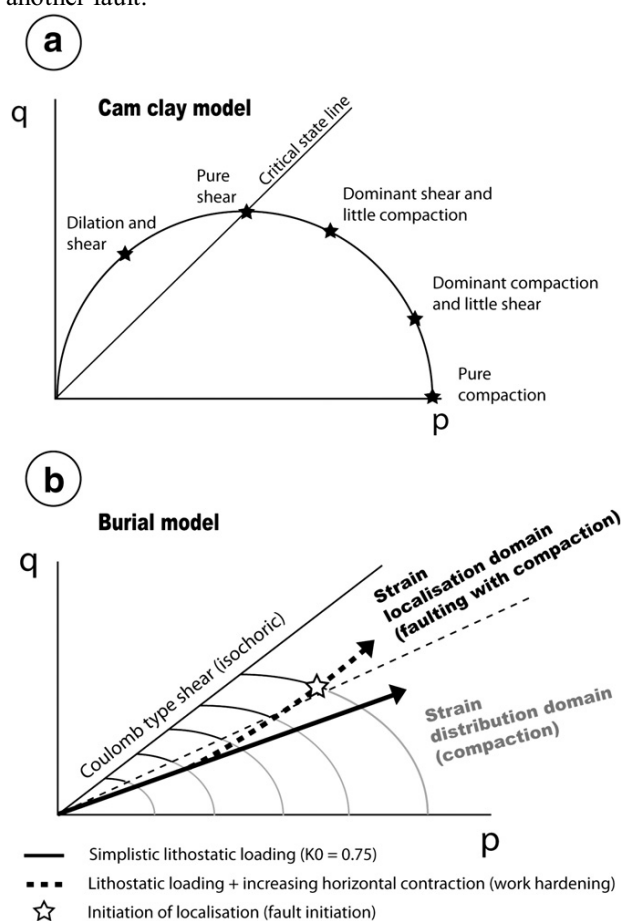 another fault.
a
q
Cam clay model
Critical state line
Pure
shear
Dilation and
shear
Dominant shear and
little compaction
Dominant compaction
and little shear
Pure
compaction
p
b
Burial model
q
Coulomb type shear (isochoric)
Strain
localisation domain
(faulting with compaction)
Strain
distribution domain
(compaction)
p
Simplistic lithostatic loading (K0 = 0.75)
Lithostatic loading + increasing horizontal contraction (work hardening)
Initiation of localisation (fault initiation)